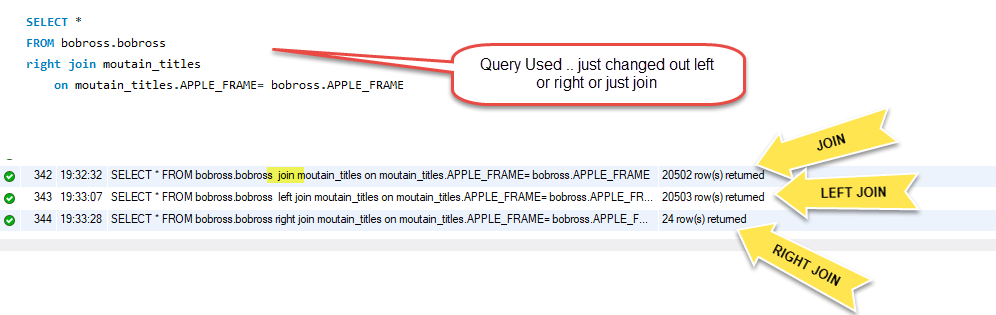 SELECT *
FROM bobross.bobross
right join moutain_titles
on moutain_titles.APPLE_FRAME= bobross.APPLE_FRAME
Query Used .. just changed out left
or right or just join
JOIN
342 19:32:32 SELECT * FROM bobross.bobross join moutain_titles on moutain_titles.APPLE_FRAME= bobross.APPLE_FRAME 20502 row(s) returned
343 19:33:07 SELECT * FROM bobross.bobross left join moutain_titles on moutain_titles.APPLE_FRAME= bobross.APPLE_FR... 20503 row(s) returned
LEFT JOIN
344 19:33:28 SELECT * FROM bobross.bobross right join moutain_titles on moutain_titles.APPLE_FRAME= bobross.APPLE_F... 24 row(s) returned
RIGHT JOIN